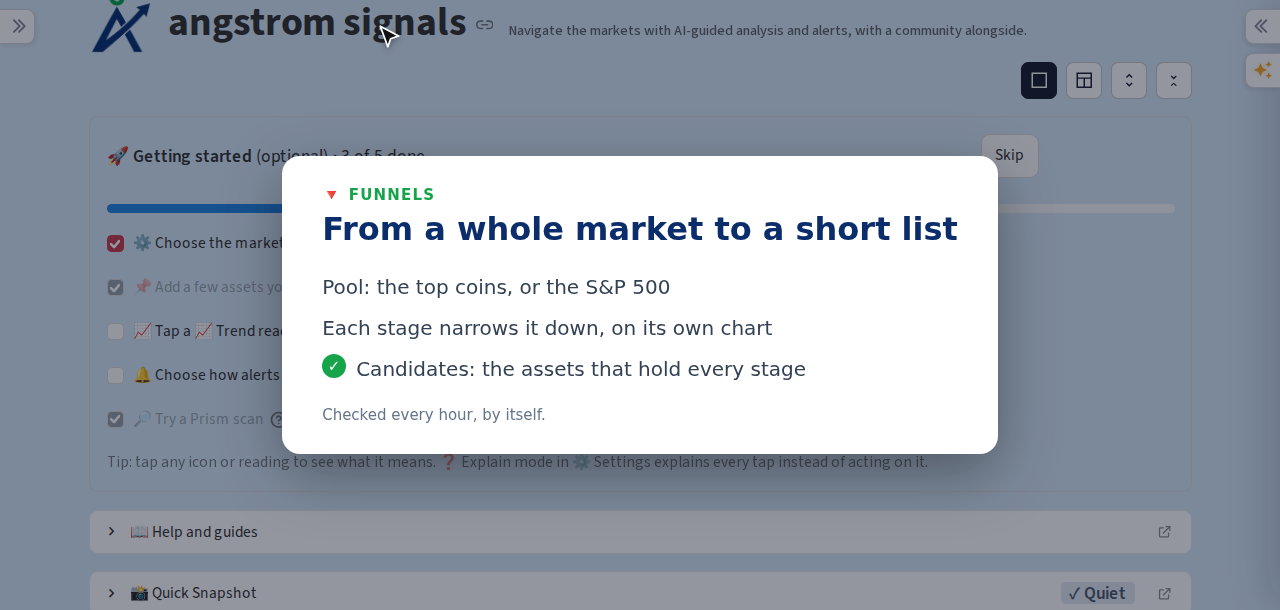 angstrom signals
Navigate the markets with AI-guided analysis and alerts, with a community alongside.
🚀 Getting started (optional) · 3 of 5 done
Skip
▼ FUNNELS
From a whole market to a short list
Pool: the top coins, or the S&P 500
Each stage narrows it down, on its own chart
✓ Candidates: the assets that hold every stage
Checked every hour, by itself.
⚙️ Choose the market
📌 Add a few assets
📈 Tap a 📈 Trend
🔔 Choose how alerts
🔎 Try a Prism scan
Tip: tap any icon or reading to see what it means. ❓ Explain mode in ⚙️ Settings explains every tap instead of acting on it.
📖 Help and guides
📸 Quick Snapshot
✓ Quiet